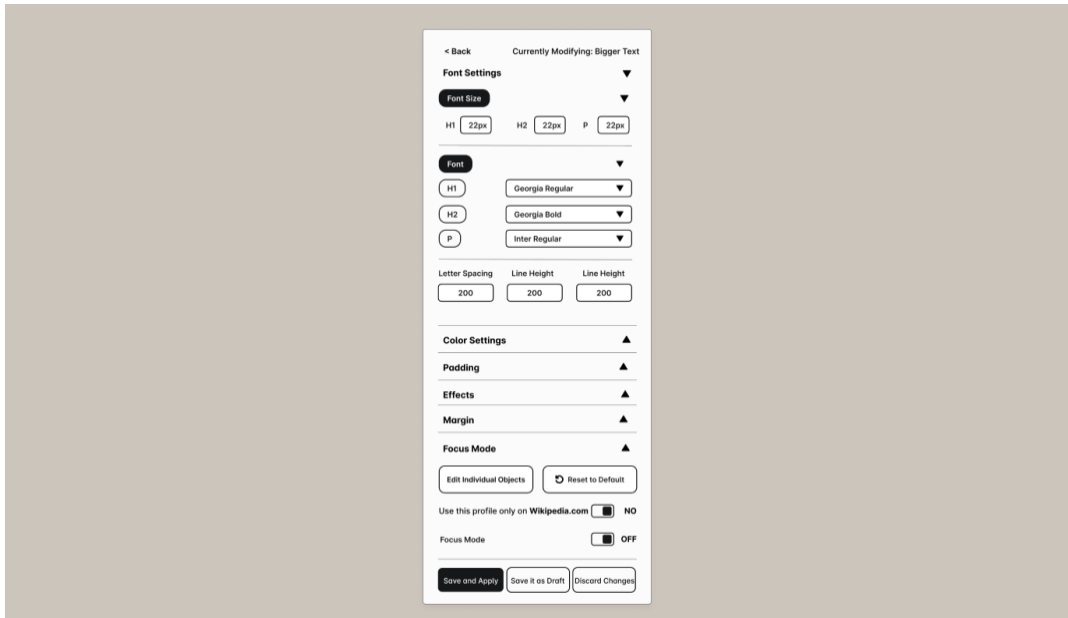 < Back Currently Modifying: Bigger Text
Font Settings
Font Size
H1 22px H2 22px P 22px
Font
H1 Georgia Regular
H2 Georgia Bold
P Inter Regular
Letter Spacing Line Height Line Height
200 200 200
Color Settings
Padding
Effects
Margin
Focus Mode
Edit Individual Objects Reset to Default
Use this profile only on Wikipedia.com NO
Focus Mode OFF
Save and Apply Save it as Draft Discard Changes